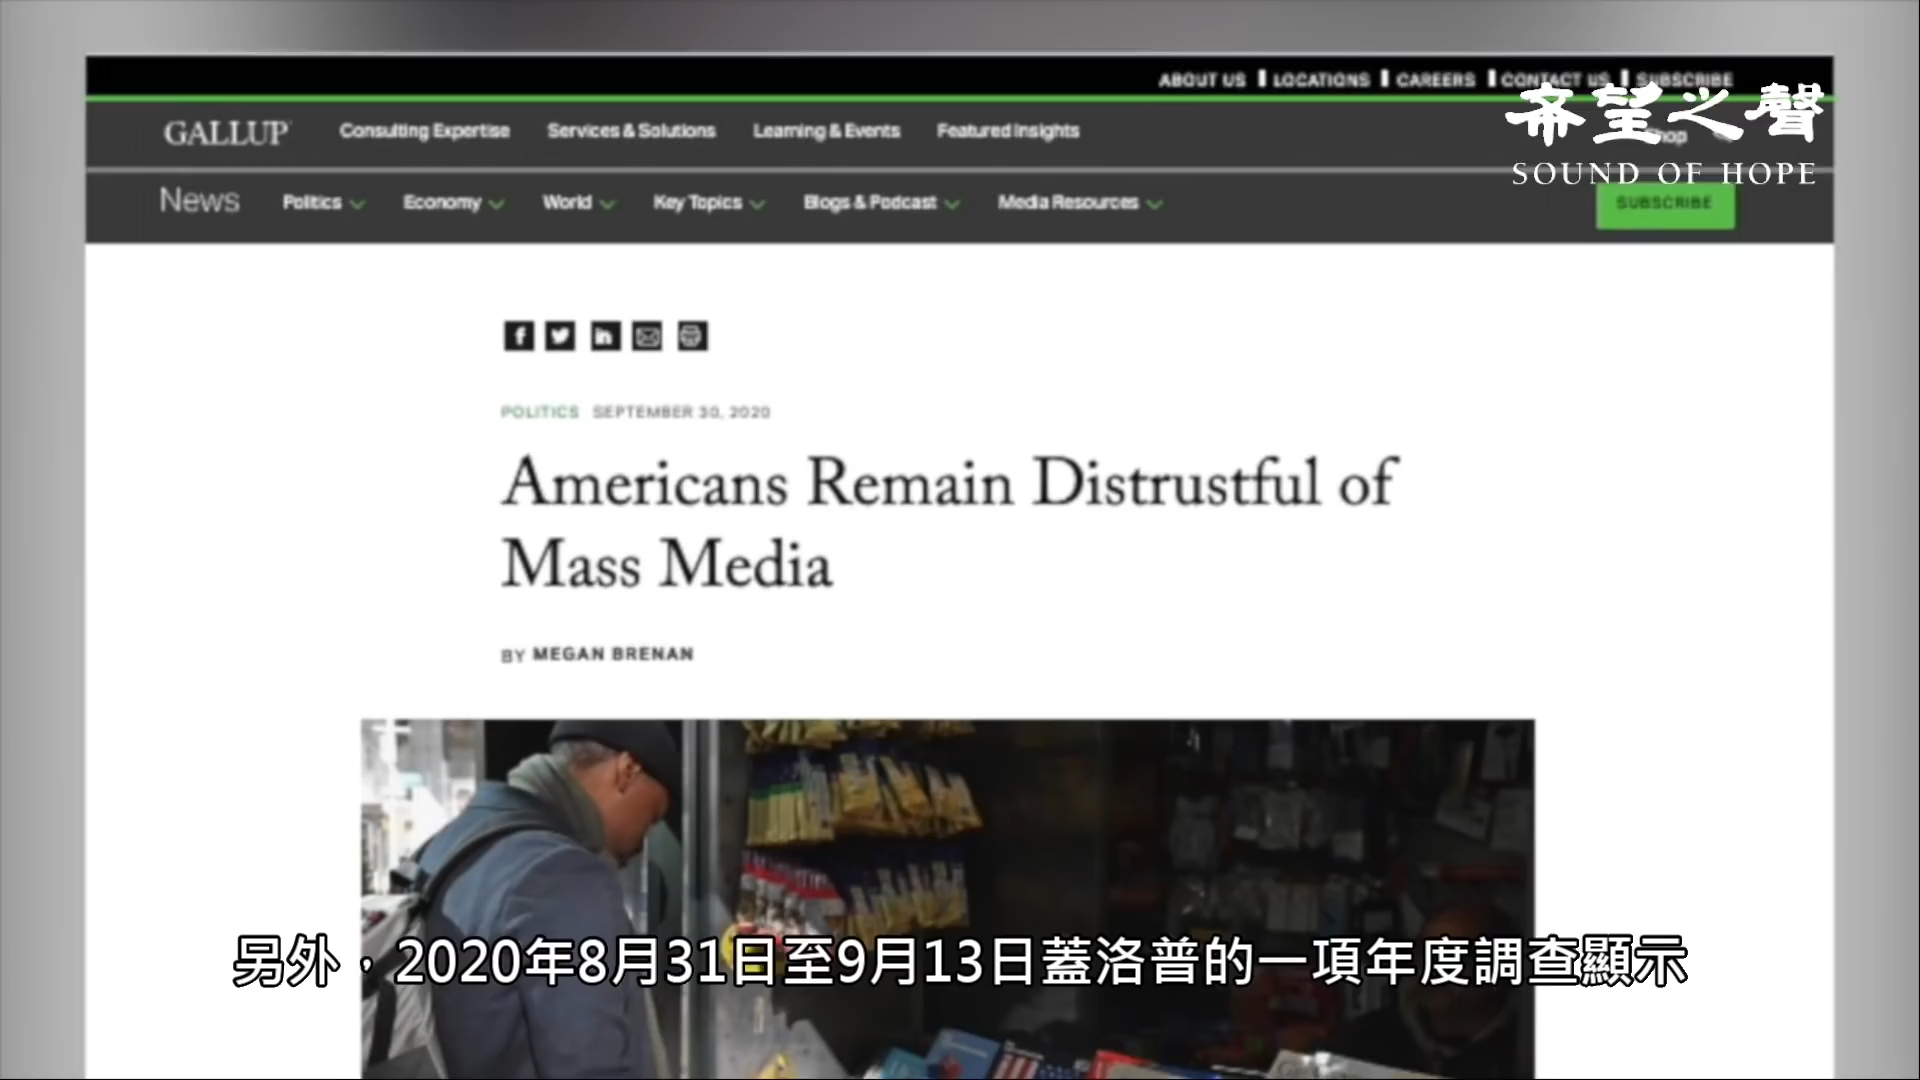 ABOUT US LOCATIONS CAREERS CONTACT US SUBSCRIBE
希望之聲
SOUND OF HOPE
GALLUP Consulting Expertise Services & Solutions Learning & Events Featured Insights Shop
News Politics Economy World Key Topics Blogs & Podcast Media Resources SUBSCRIBE
POLITICS SEPTEMBER 30, 2020
Americans Remain Distrustful of
Mass Media
BY MEGAN BRENAN
另外，2020年8月31日至9月13日蓋洛普的一項年度調查顯示